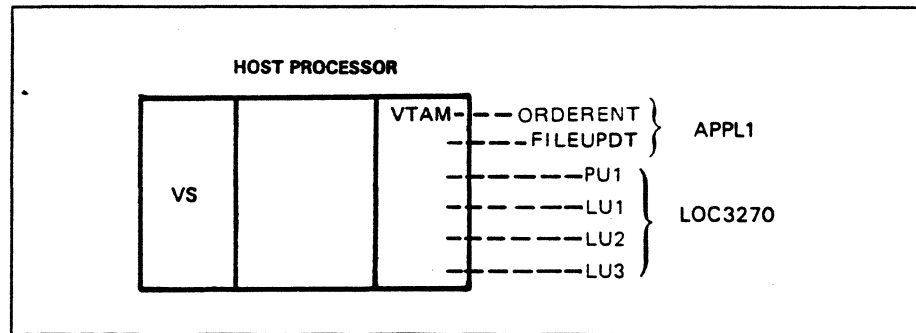 HOST PROCESSOR
VTAM ORDERENT
FILEUPDT
APPL1
PU1
VS
LU1
LOC3270
LU2
LU3